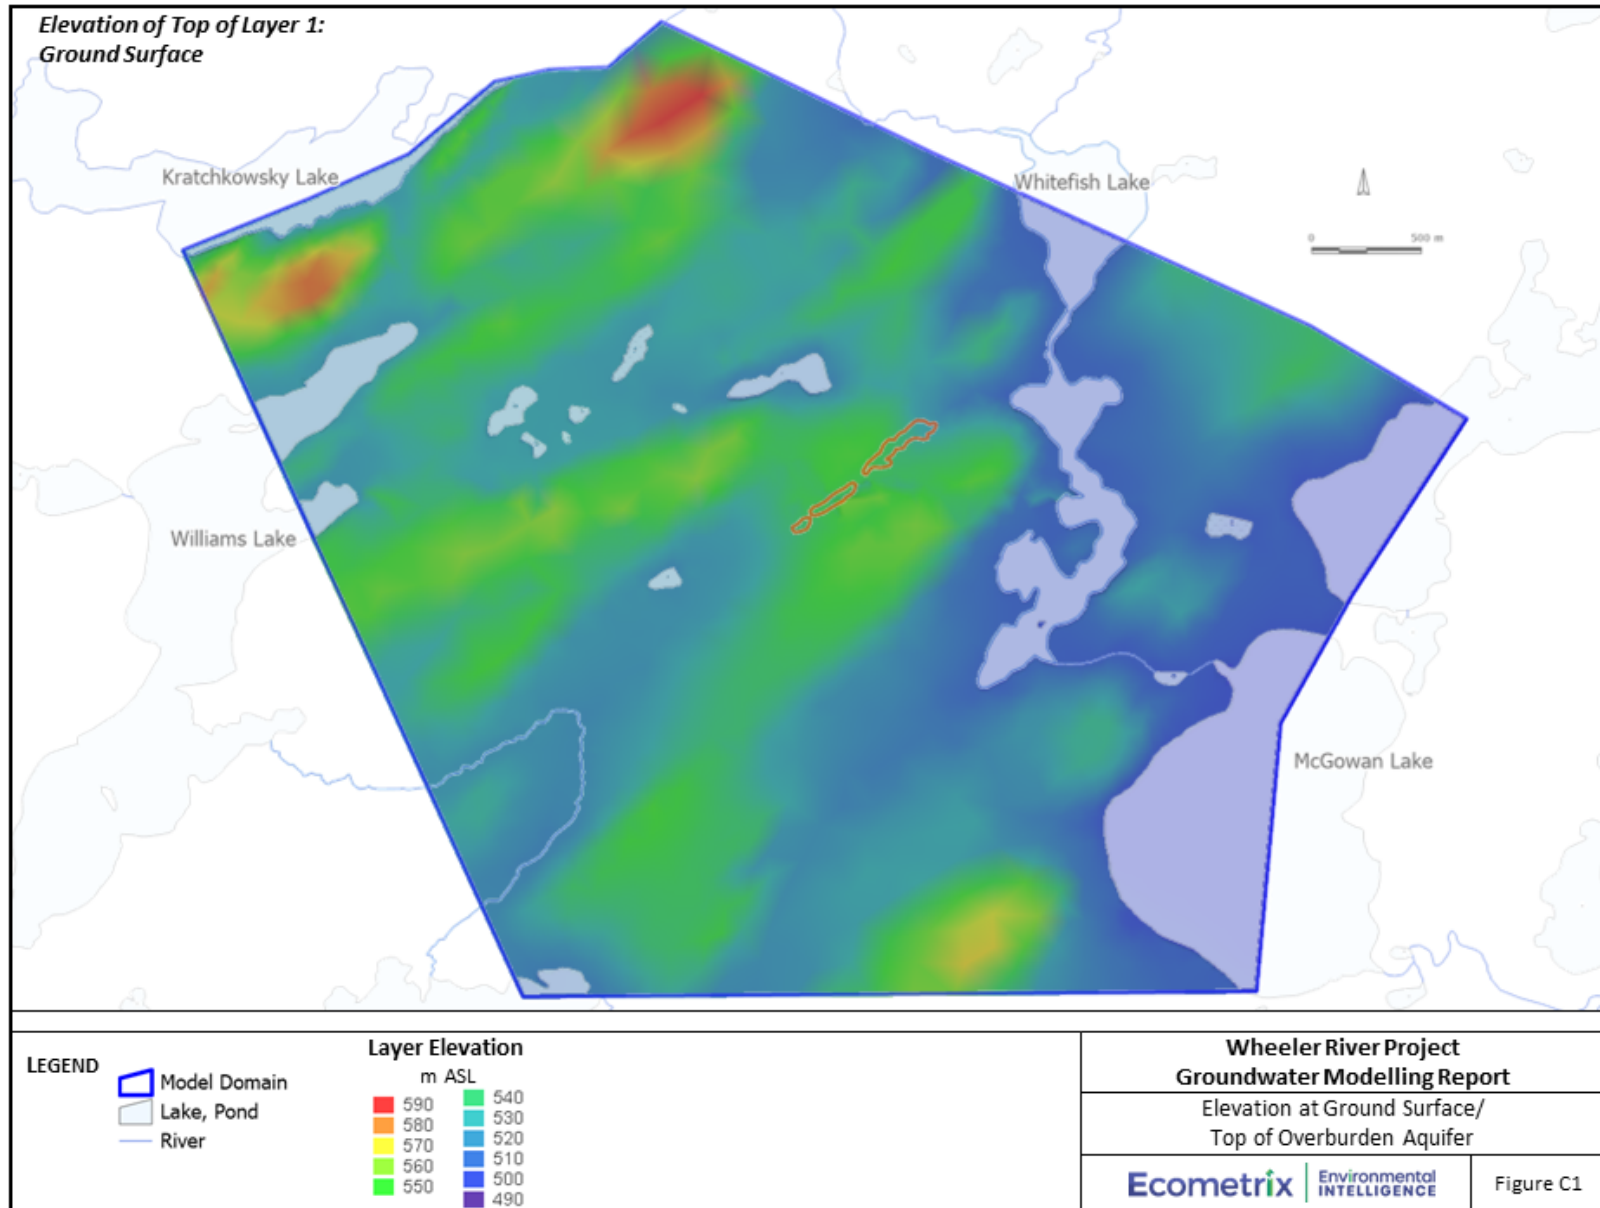 Elevation of Top of Layer 1:
Ground Surface
Kratchkowsky Lake
Whitefish Lake
0 500 m
Williams Lake
McGowan Lake
LEGEND
Model Domain
Lake, Pond
River
Layer Elevation
m ASL
590 540
580 530
570 520
560 510
550 500
490
Wheeler River Project
Groundwater Modelling Report
Elevation at Ground Surface/
Top of Overburden Aquifer
Ecometrix Environmental
INTELLIGENCE
Figure C1